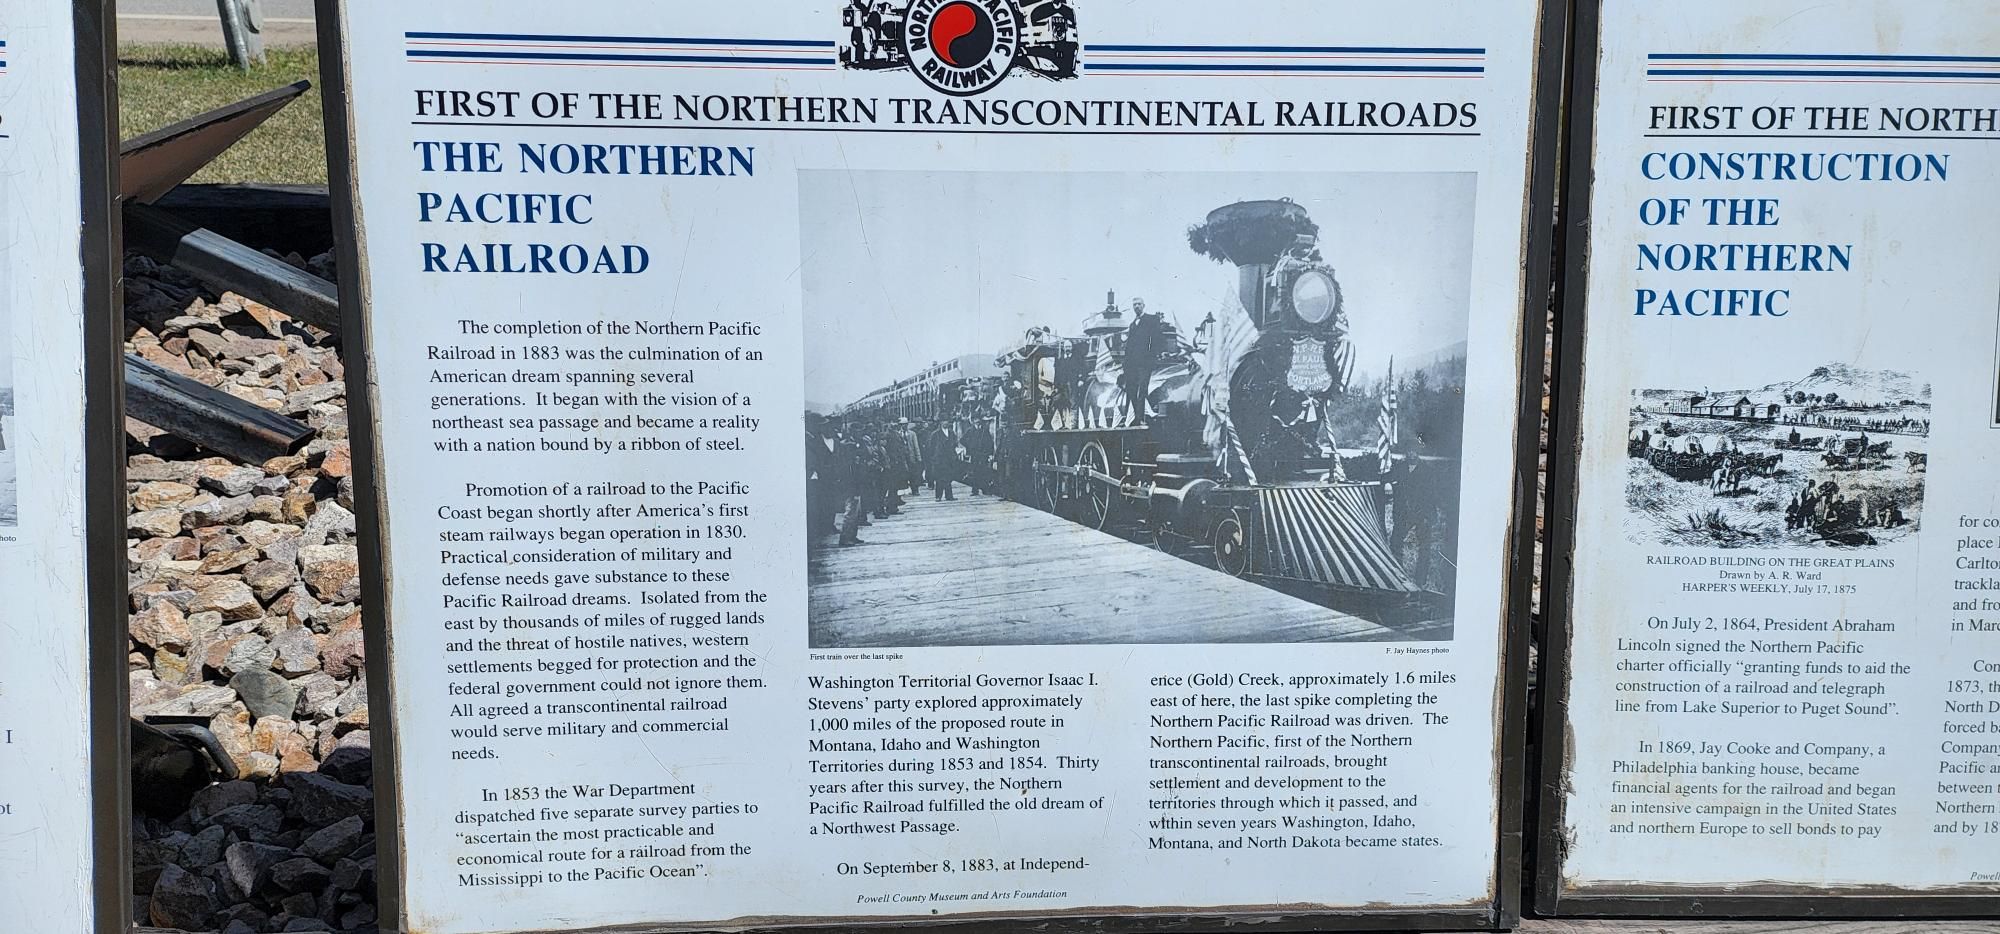 NORTHERN PACIFIC
RAILWAY
FIRST OF THE NORTHERN TRANSCONTINENTAL RAILROADS
THE NORTHERN
PACIFIC
RAILROAD
The completion of the Northern Pacific
Railroad in 1883 was the culmination of an
American dream spanning several
generations. It began with the vision of a
northeast sea passage and became a reality
with a nation bound by a ribbon of steel.
Promotion of a railroad to the Pacific
Coast began shortly after America's first
steam railways began operation in 1830.
Practical consideration of military and
defense needs gave substance to these
Pacific Railroad dreams. Isolated from the
east by thousands of miles of rugged lands
and the threat of hostile natives, western
settlements begged for protection and the
federal government could not ignore them.
All agreed a transcontinental railroad
would serve military and commercial
needs.
In 1853 the War Department
dispatched five separate survey parties to
"ascertain the most practicable and
economical route for a railroad from the
Mississippi to the Pacific Ocean".
N.P.R.R.
ST. PAUL
PORTLAND
First train over the last spike
F. Jay Haynes photo
Washington Territorial Governor Isaac I.
Stevens' party explored approximately
1,000 miles of the proposed route in
Montana, Idaho and Washington
Territories during 1853 and 1854. Thirty
years after this survey, the Northern
Pacific Railroad fulfilled the old dream of
a Northwest Passage.
On September 8, 1883, at Independ-
ence (Gold) Creek, approximately 1.6 miles
east of here, the last spike completing the
Northern Pacific Railroad was driven. The
Northern Pacific, first of the Northern
transcontinental railroads, brought
settlement and development to the
territories through which it passed, and
within seven years Washington, Idaho,
Montana, and North Dakota became states.
Powell County Museum and Arts Foundation
FIRST OF THE NORTH
CONSTRUCTION
OF THE
NORTHERN
PACIFIC
RAILROAD BUILDING ON THE GREAT PLAINS
Drawn by A. R. Ward
HARPER'S WEEKLY, July 17, 1875
On July 2, 1864, President Abraham
Lincoln signed the Northern Pacific
charter officially "granting funds to aid the
construction of a railroad and telegraph
line from Lake Superior to Puget Sound".
In 1869, Jay Cooke and Company, a
Philadelphia banking house, became
financial agents for the railroad and began
an intensive campaign in the United States
and northern Europe to sell bonds to pay
for co
place
Carlto
trackla
and fro
in Marc
Con
1873, th
North D
forced b
Company
Pacific a
between
Northern
and by 18
Powel
hoto
I
ot